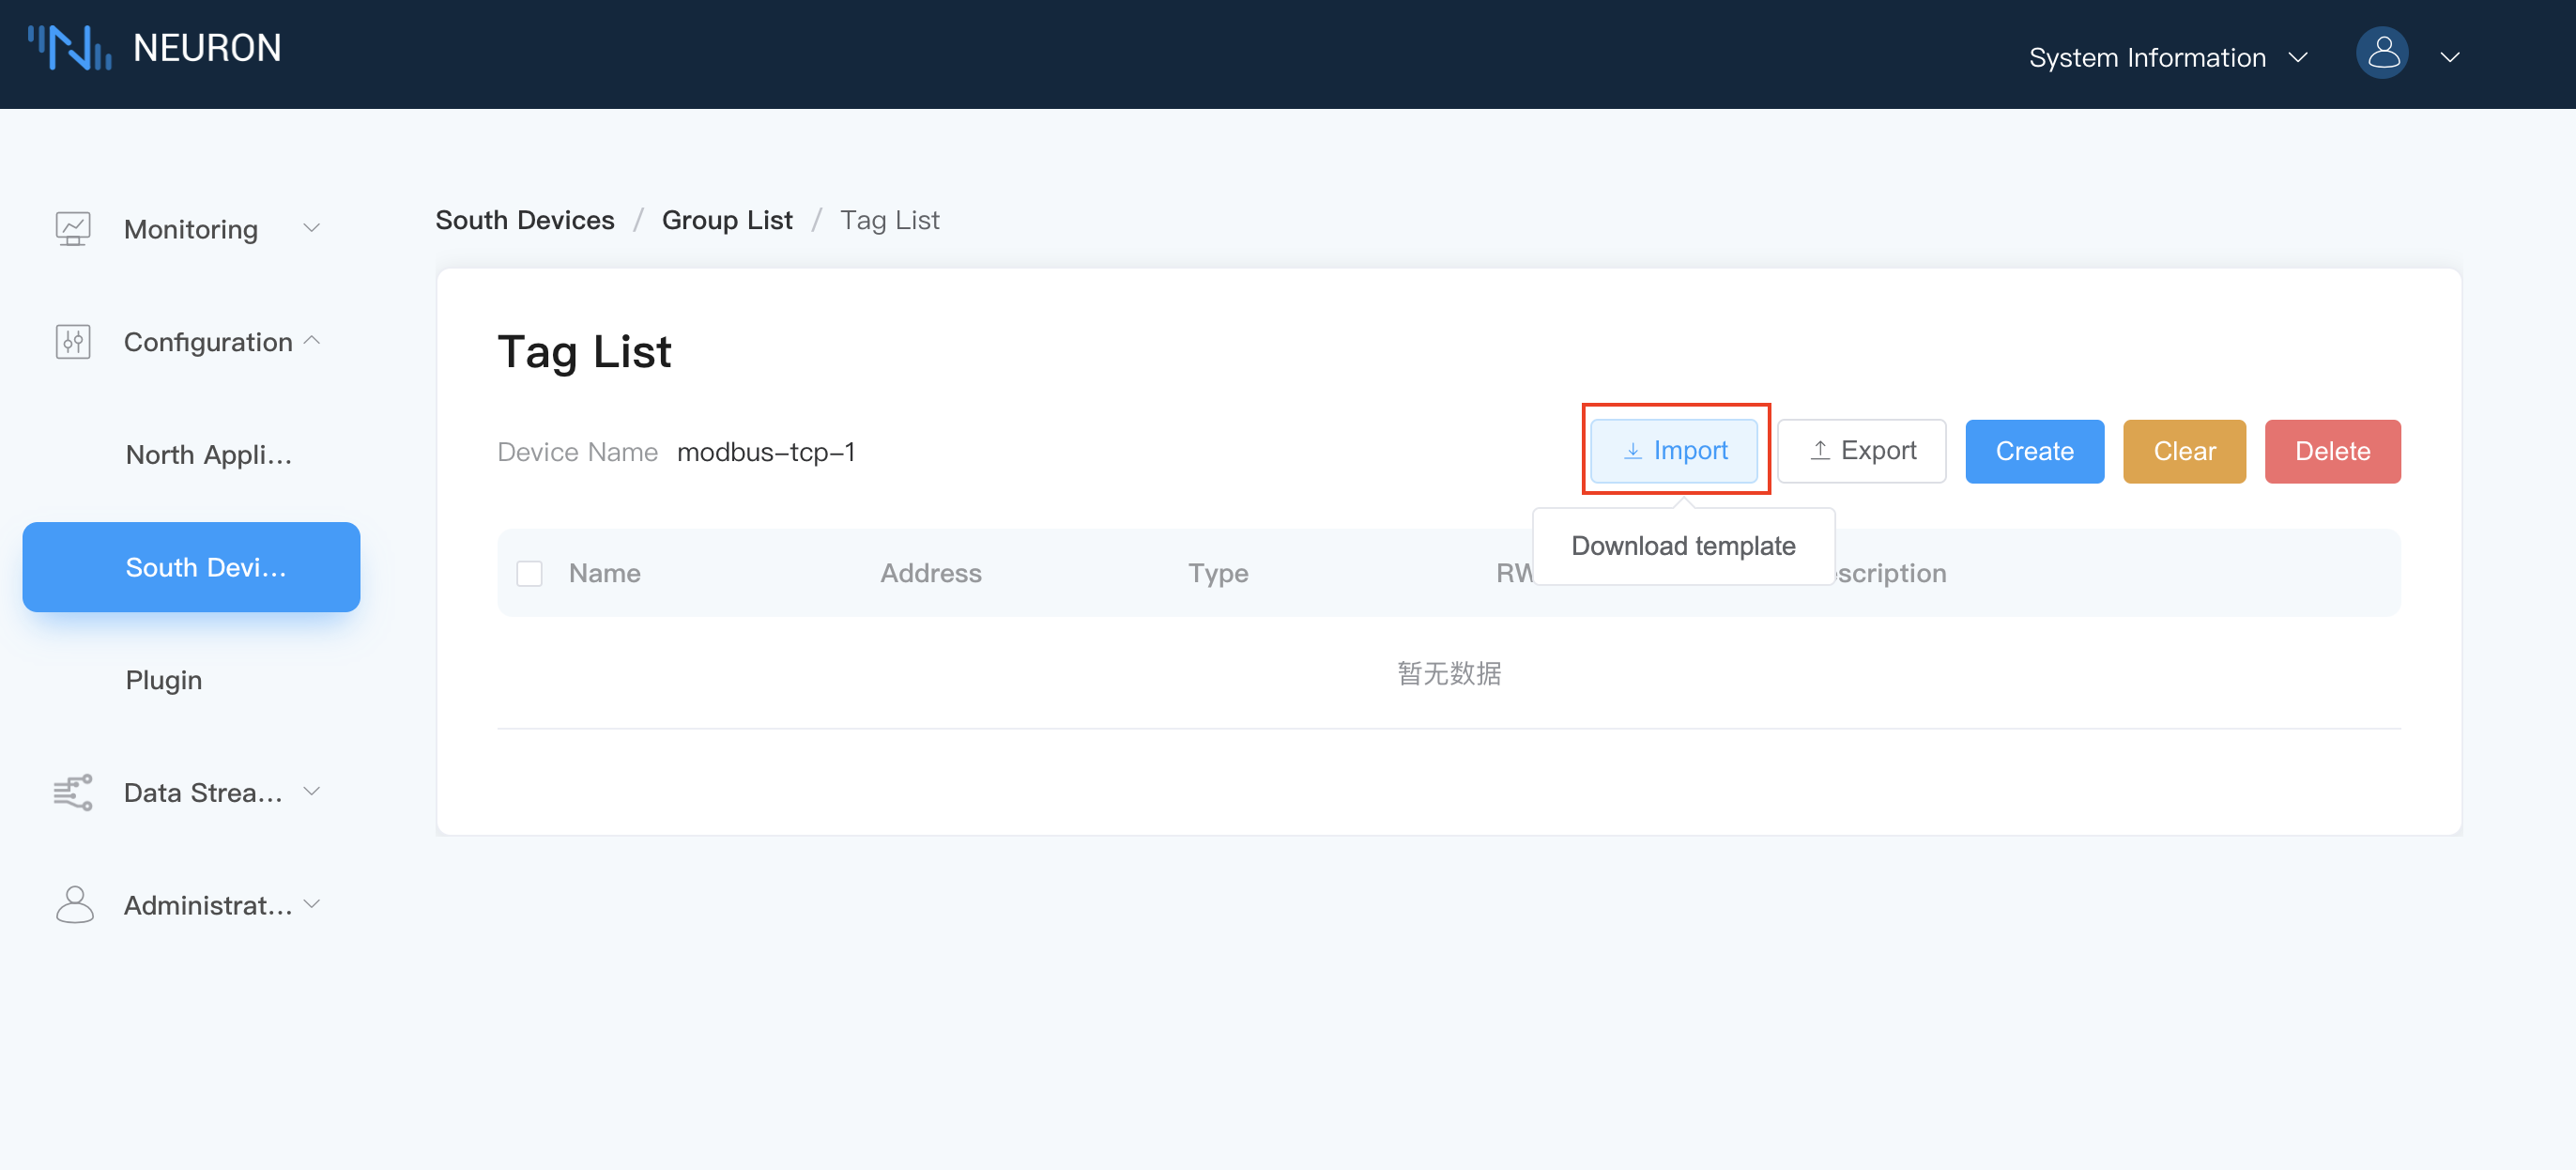 NEURON
System Information
Monitoring
Configuration
North Appli...
South Devi...
Plugin
Data Strea...
Administrat...
South Devices / Group List / Tag List
Tag List
Device Name modbus-tcp-1
Import Export Create Clear Delete
Download template
Name Address Type RW scription
暂无数据